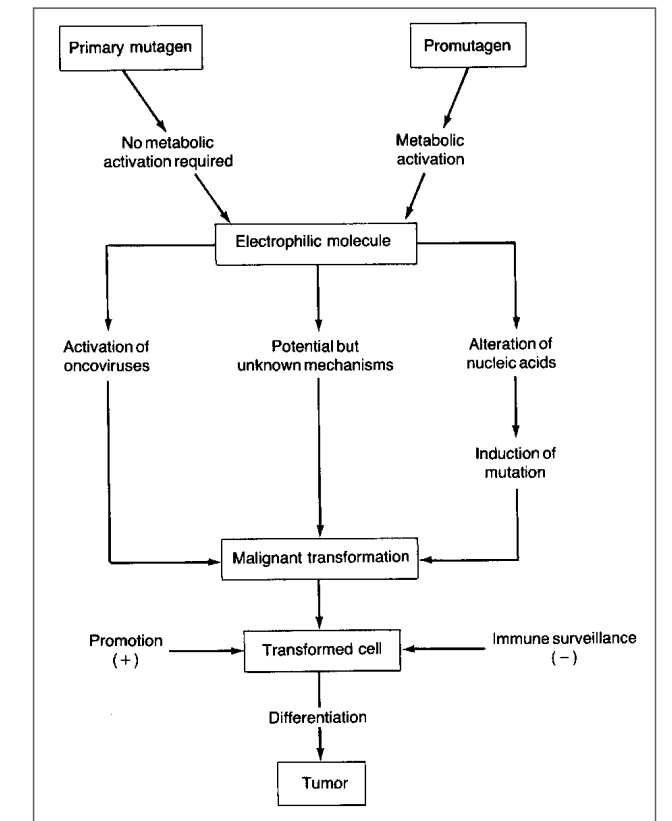 Primary mutagen
Promutagen
No metabolic
activation required
Metabolic
activation
Electrophilic molecule
Activation of
oncoviruses
Potential but
unknown mechanisms
Alteration of
nucleic acids
Induction of
mutation
Malignant transformation
Promotion
(+)
Transformed cell
Immune surveillance
(−)
Differentiation
Tumor